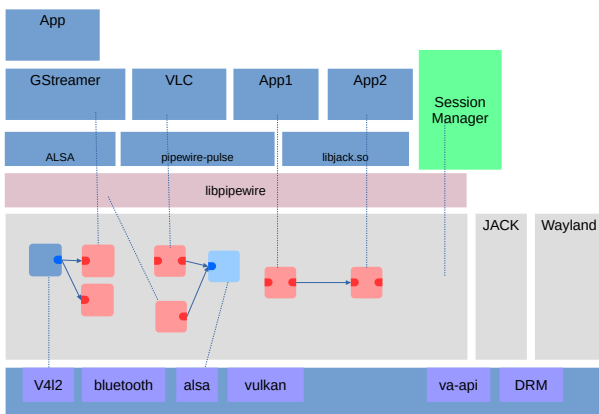 App
GStreamer
VLC
App1
App2
Session
Manager
ALSA
pipewire-pulse
libjack.so
libpipewire
JACK
Wayland
V4l2
bluetooth
alsa
vulkan
va-api
DRM